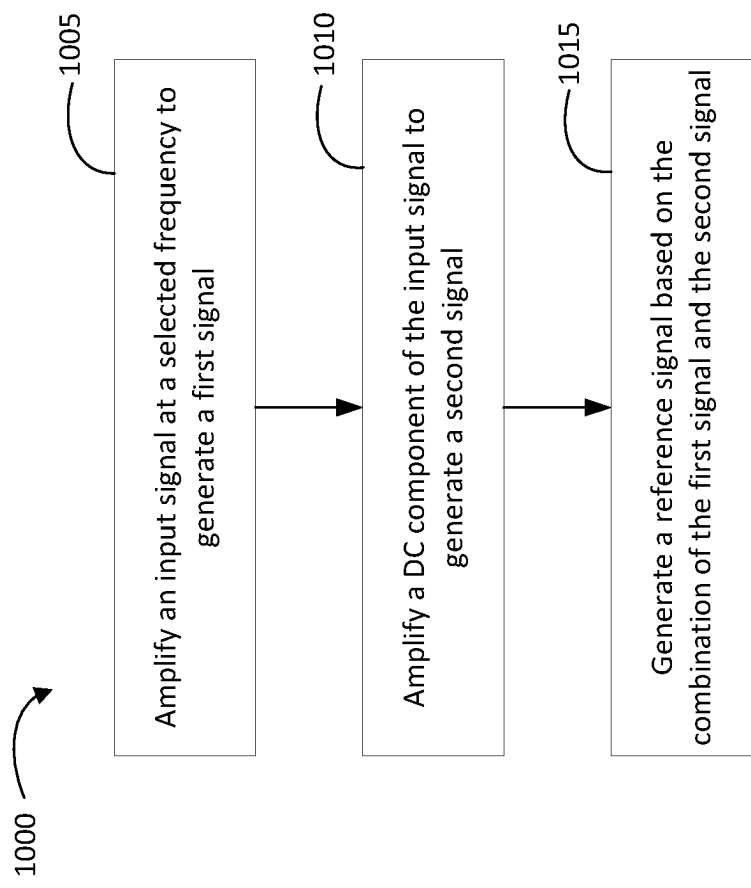 1000
1005
Amplify an input signal at a selected frequency to
generate a first signal
1010
Amplify a DC component of the input signal to
generate a second signal
1015
Generate a reference signal based on the
combination of the first signal and the second signal